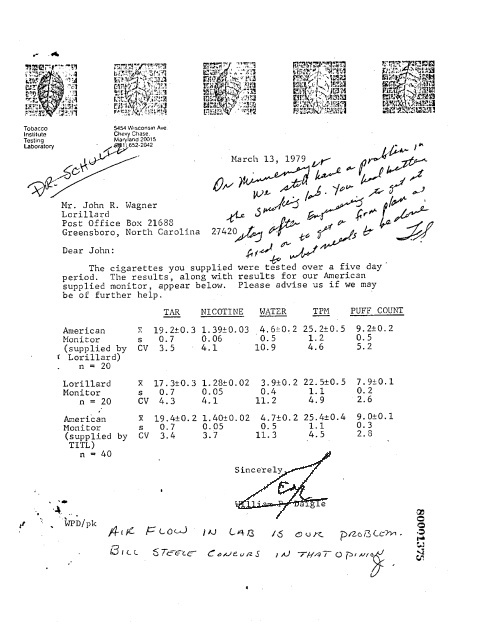 Tobacco
Institute
Testing
Laboratory
5454 Wisconsin Ave.
Chevy Chase,
Maryland 20015
652-2842
DR. SCHULTZ
March 13, 1979
Dr Minnemeyer
We still have a problem in
the smoking lab. You had better
stay after Engineering to get at
fixed or to get a firm plan as
to what needs to be done
Mr. John R. Wagner
Lorillard
Post Office Box 21688
Greensboro, North Carolina 27420
Dear John:
The cigarettes you supplied were tested over a five day
period. The results, along with results for our American
supplied monitor, appear below. Please advise us if we may
be of further help.
TAR NICOTINE WATER TPM PUFF COUNT
American x̄ 19.2±0.3 1.39±0.03 4.6±0.2 25.2±0.5 9.2±0.2
Monitor s 0.7 0.06 0.5 1.2 0.5
(supplied by CV 3.5 4.1 10.9 4.6 5.2
Lorillard)
n = 20
Lorillard x̄ 17.3±0.3 1.28±0.02 3.9±0.2 22.5±0.5 7.9±0.1
Monitor s 0.7 0.05 0.4 1.1 0.2
n = 20 CV 4.3 4.1 11.2 4.9 2.6
American x̄ 19.4±0.2 1.40±0.02 4.7±0.2 25.4±0.4 9.0±0.1
Monitor s 0.7 0.05 0.5 1.1 0.3
(supplied by CV 3.4 3.7 11.3 4.5 2.8
TITL)
n = 40
Sincerely,
William P. Daigle
WPD/pk
AIR FLOW IN LAB IS OUR PROBLEM.
BILL STEELE CONCURS IN THAT OPINION
80001375